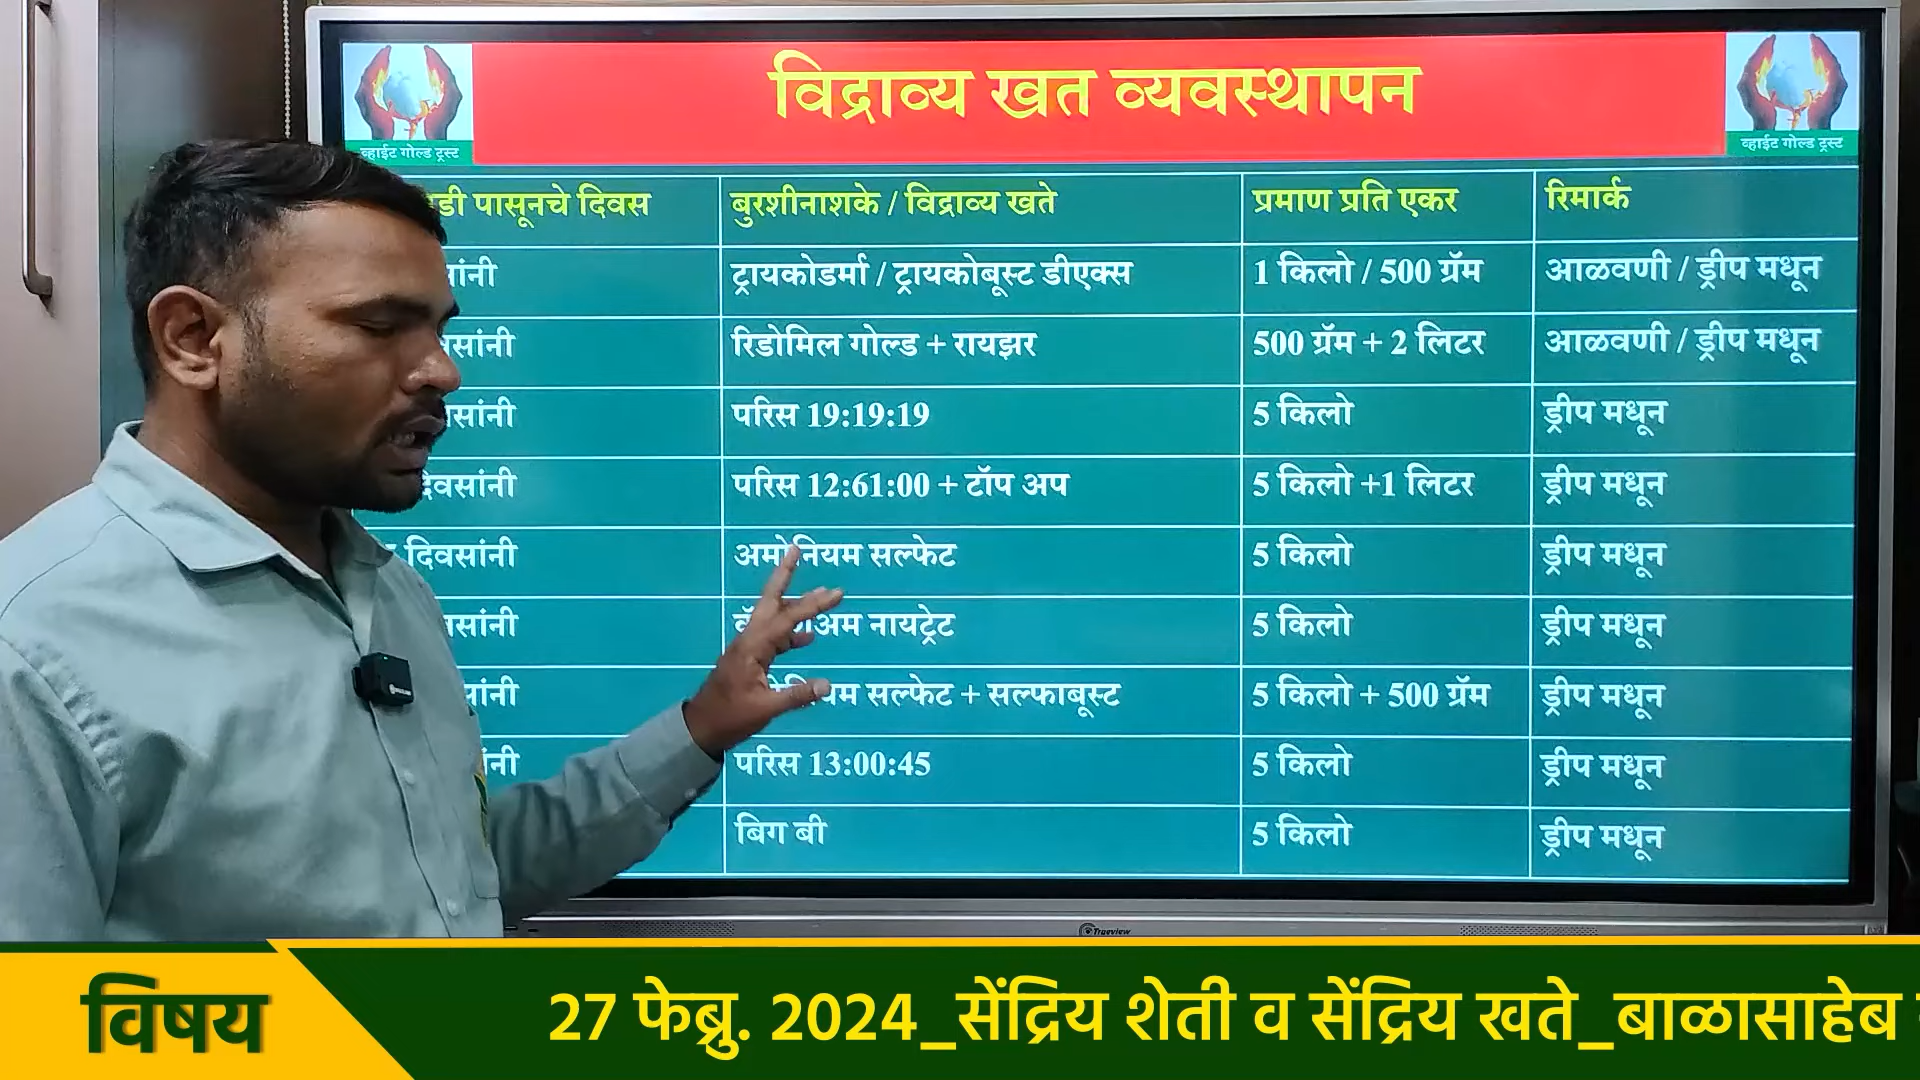 विद्राव्य खत व्यवस्थापन
व्हाईट गोल्ड ट्रस्ट
व्हाईट गोल्ड ट्रस्ट
पासूनचे दिवस बुरशीनाशके / विद्राव्य खते प्रमाण प्रति एकर रिमार्क
ट्रायकोडर्मा / ट्रायकोबूस्ट डीएक्स 1 किलो / 500 ग्रॅम आळवणी / ड्रीप मधून
रिडोमिल गोल्ड + रायझर 500 ग्रॅम + 2 लिटर आळवणी / ड्रीप मधून
परिस 19:19:19 5 किलो ड्रीप मधून
परिस 12:61:00 + टॉप अप 5 किलो +1 लिटर ड्रीप मधून
दिवसांनी अमोनियम सल्फेट 5 किलो ड्रीप मधून
नायट्रेट 5 किलो ड्रीप मधून
सल्फेट + सल्फाबूस्ट 5 किलो + 500 ग्रॅम ड्रीप मधून
परिस 13:00:45 5 किलो ड्रीप मधून
बिग बी 5 किलो ड्रीप मधून
Traeview
विषय
27 फेब्रु. 2024_सेंद्रिय शेती व सेंद्रिय खते_बाळासाहेब